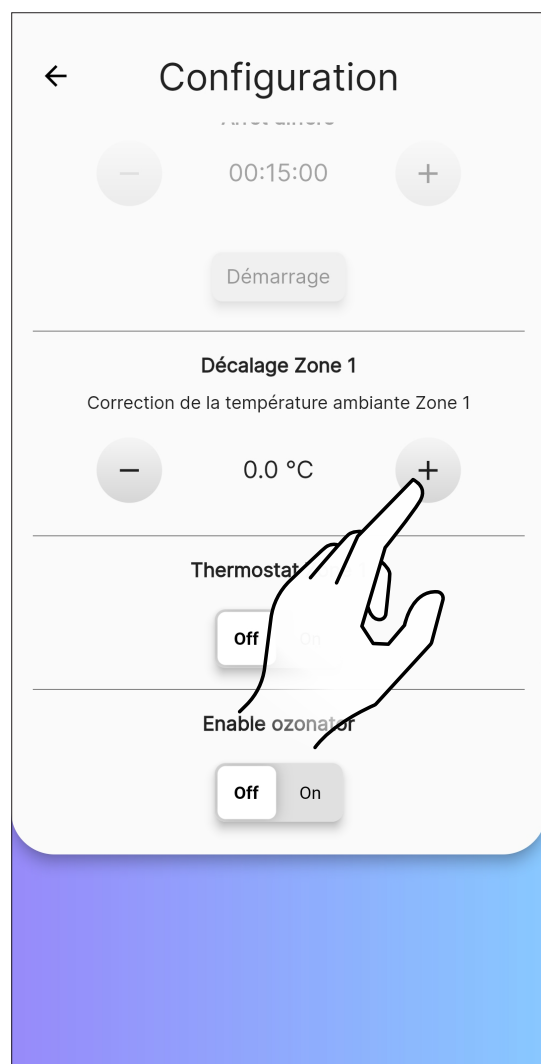 Configuration
00:15:00
Démarrage
Décalage Zone 1
Correction de la température ambiante Zone 1
0.0 °C
Thermostat
Off On
Enable ozonator
Off On